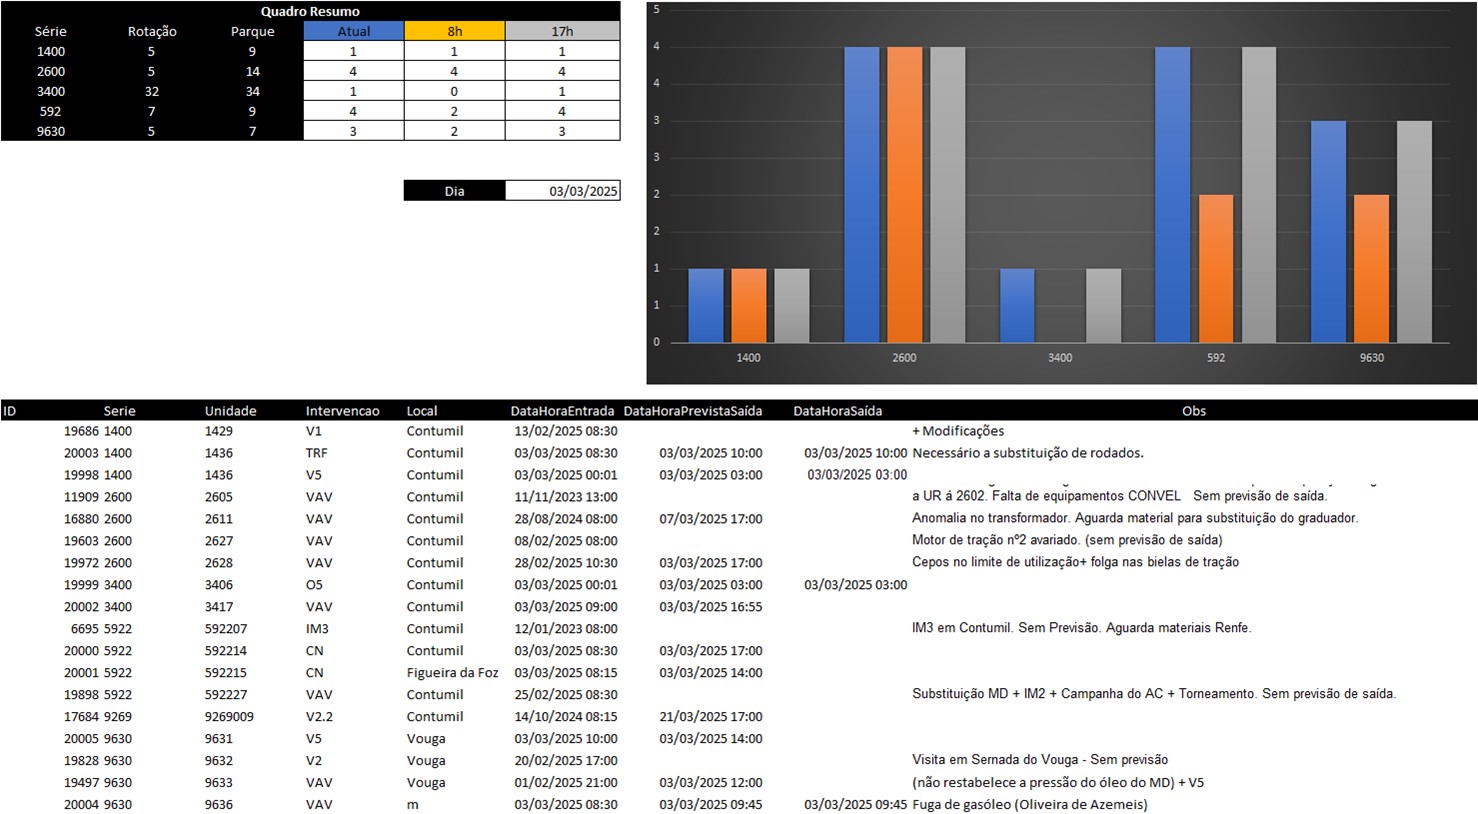 Quadro Resumo
Série Rotação Parque Atual 8h 17h
1400 5 9 1 1 1
2600 5 14 4 4 4
3400 32 34 1 0 1
592 7 9 4 2 4
9630 5 7 3 2 3
Dia 03/03/2025
5
4
4
3
3
2
2
1
1
0
1400 2600 3400 592 9630
ID Serie Unidade Intervencao Local DataHoraEntrada DataHoraPrevistaSaída DataHoraSaída Obs
19686 1400 1429 V1 Contumil 13/02/2025 08:30 + Modificações
20003 1400 1436 TRF Contumil 03/03/2025 08:30 03/03/2025 10:00 03/03/2025 10:00 Necessário a substituição de rodados.
19998 1400 1436 V5 Contumil 03/03/2025 00:01 03/03/2025 03:00 03/03/2025 03:00
11909 2600 2605 VAV Contumil 11/11/2023 13:00 a UR á 2602. Falta de equipamentos CONVEL Sem previsão de saída.
16880 2600 2611 VAV Contumil 28/08/2024 08:00 07/03/2025 17:00 Anomalia no transformador. Aguarda material para substituição do graduador.
19603 2600 2627 VAV Contumil 08/02/2025 08:00 Motor de tração nº2 avariado. (sem previsão de saída)
19972 2600 2628 VAV Contumil 28/02/2025 10:30 03/03/2025 17:00 Cepos no limite de utilização+ folga nas bielas de tração
19999 3400 3406 O5 Contumil 03/03/2025 00:01 03/03/2025 03:00 03/03/2025 03:00
20002 3400 3417 VAV Contumil 03/03/2025 09:00 03/03/2025 16:55
6695 5922 592207 IM3 Contumil 12/01/2023 08:00 IM3 em Contumil. Sem Previsão. Aguarda materiais Renfe.
20000 5922 592214 CN Contumil 03/03/2025 08:30 03/03/2025 17:00
20001 5922 592215 CN Figueira da Foz 03/03/2025 08:15 03/03/2025 14:00
19898 5922 592227 VAV Contumil 25/02/2025 08:30 Substituição MD + IM2 + Campanha do AC + Torneamento. Sem previsão de saída.
17684 9269 9269009 V2.2 Contumil 14/10/2024 08:15 21/03/2025 17:00
20005 9630 9631 V5 Vouga 03/03/2025 10:00 03/03/2025 14:00
19828 9630 9632 V2 Vouga 20/02/2025 17:00 Visita em Sernada do Vouga - Sem previsão
19497 9630 9633 VAV Vouga 01/02/2025 21:00 03/03/2025 12:00 (não restabelece a pressão do óleo do MD) + V5
20004 9630 9636 VAV m 03/03/2025 08:30 03/03/2025 09:45 03/03/2025 09:45 Fuga de gasóleo (Oliveira de Azemeis)